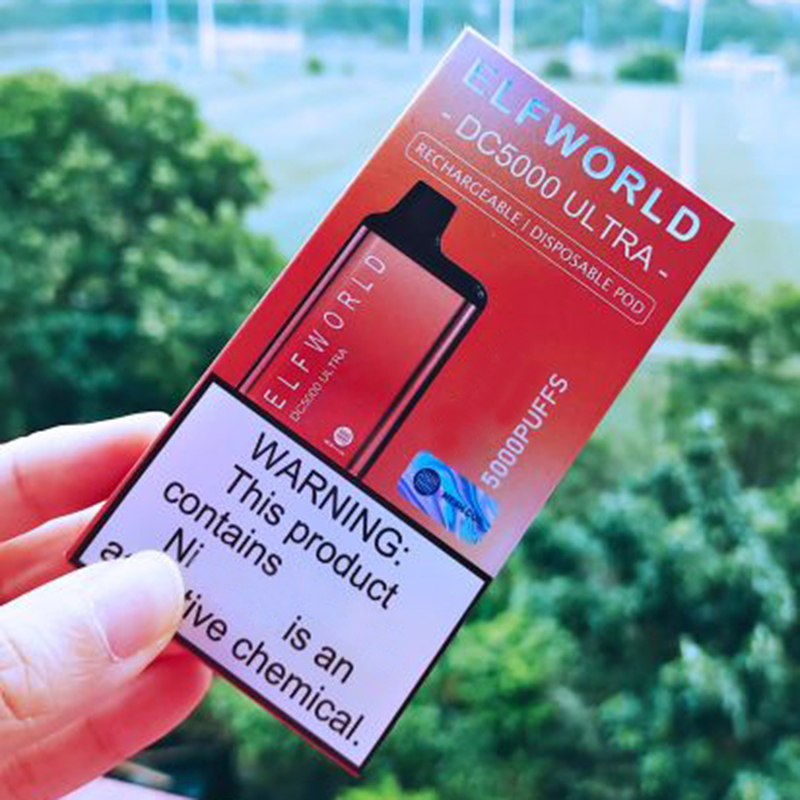 ELFWORLD
- DC5000 ULTRA -
RECHARGEABLE | DISPOSABLE POD
ELFWORLD
DC5000 ULTRA
5000PUFFS
WARNING:
This product
contains
Ni
is an
tive chemical.